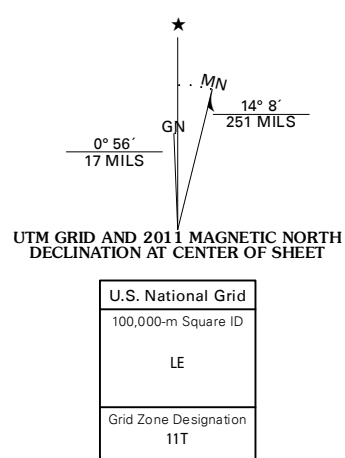 ★
MN
GN
14° 8´
251 MILS
0° 56´
17 MILS
UTM GRID AND 2011 MAGNETIC NORTH
DECLINATION AT CENTER OF SHEET
U.S. National Grid
100,000-m Square ID
LE
Grid Zone Designation
11T